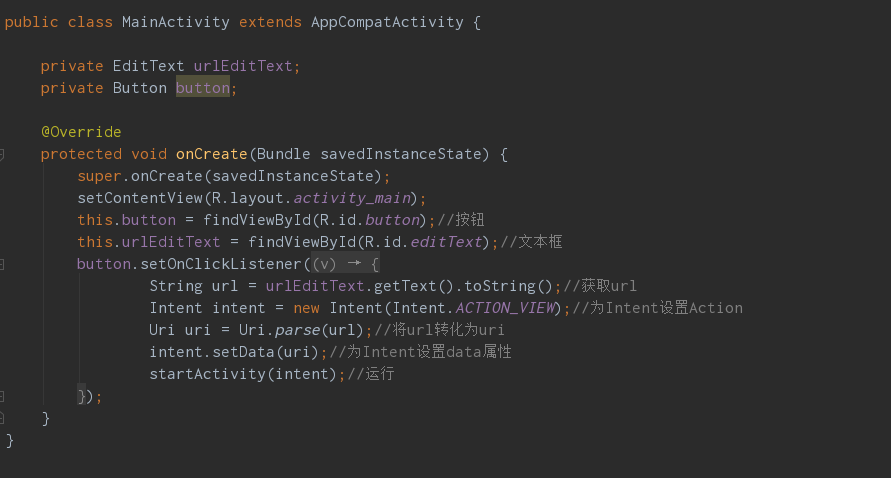 public class MainActivity extends AppCompatActivity {
private EditText urlEditText;
private Button button;
@Override
protected void onCreate(Bundle savedInstanceState) {
super.onCreate(savedInstanceState);
setContentView(R.layout.activity_main);
this.button = findViewById(R.id.button);//按钮
this.urlEditText = findViewById(R.id.editText);//文本框
button.setOnClickListener((v) → {
String url = urlEditText.getText().toString();//获取url
Intent intent = new Intent(Intent.ACTION_VIEW);//为Intent设置Action
Uri uri = Uri.parse(url);//将url转化为uri
intent.setData(uri);//为Intent设置data属性
startActivity(intent);//运行
});
}
}